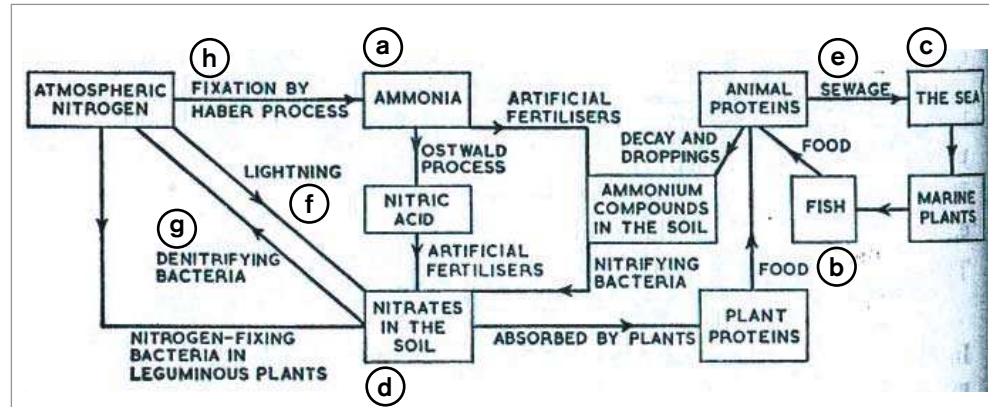 h
a
e
c
ATMOSPHERIC
NITROGEN
FIXATION BY
HABER PROCESS
AMMONIA
ARTIFICIAL
FERTILISERS
ANIMAL
PROTEINS
SEWAGE
THE SEA
DECAY AND
DROPPINGS
FOOD
OSTWALD
PROCESS
LIGHTNING
f
NITRIC
ACID
AMMONIUM
COMPOUNDS
IN THE SOIL
FISH
MARINE
PLANTS
g
DENITRIFYING
BACTERIA
ARTIFICIAL
FERTILISERS
NITRIFYING
BACTERIA
FOOD
b
NITRATES
IN THE
SOIL
ABSORBED BY PLANTS
PLANT
PROTEINS
NITROGEN-FIXING
BACTERIA IN
LEGUMINOUS PLANTS
d